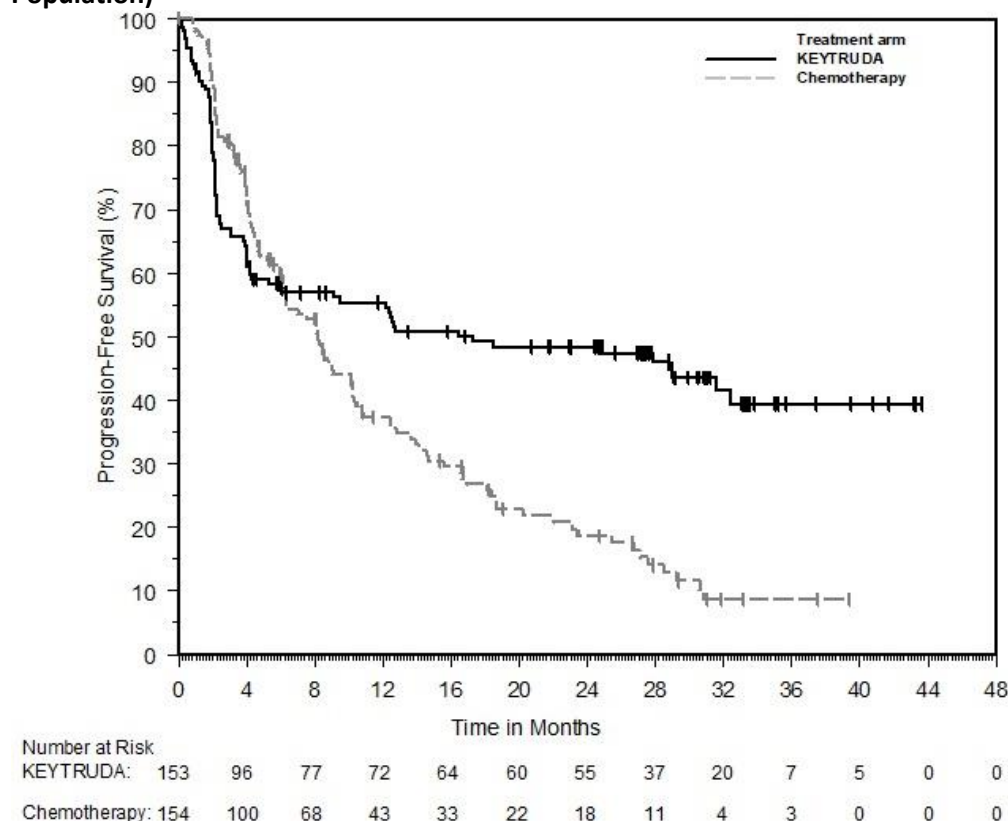 Population)
Treatment arm
KEYTRUDA
Chemotherapy
100
90
80
70
60
50
40
30
20
10
0
Progression-Free Survival (%)
0 4 8 12 16 20 24 28 32 36 40 44 48
Time in Months
Number at Risk
KEYTRUDA: 153 96 77 72 64 60 55 37 20 7 5 0 0
Chemotherapy: 154 100 68 43 33 22 18 11 4 3 0 0 0